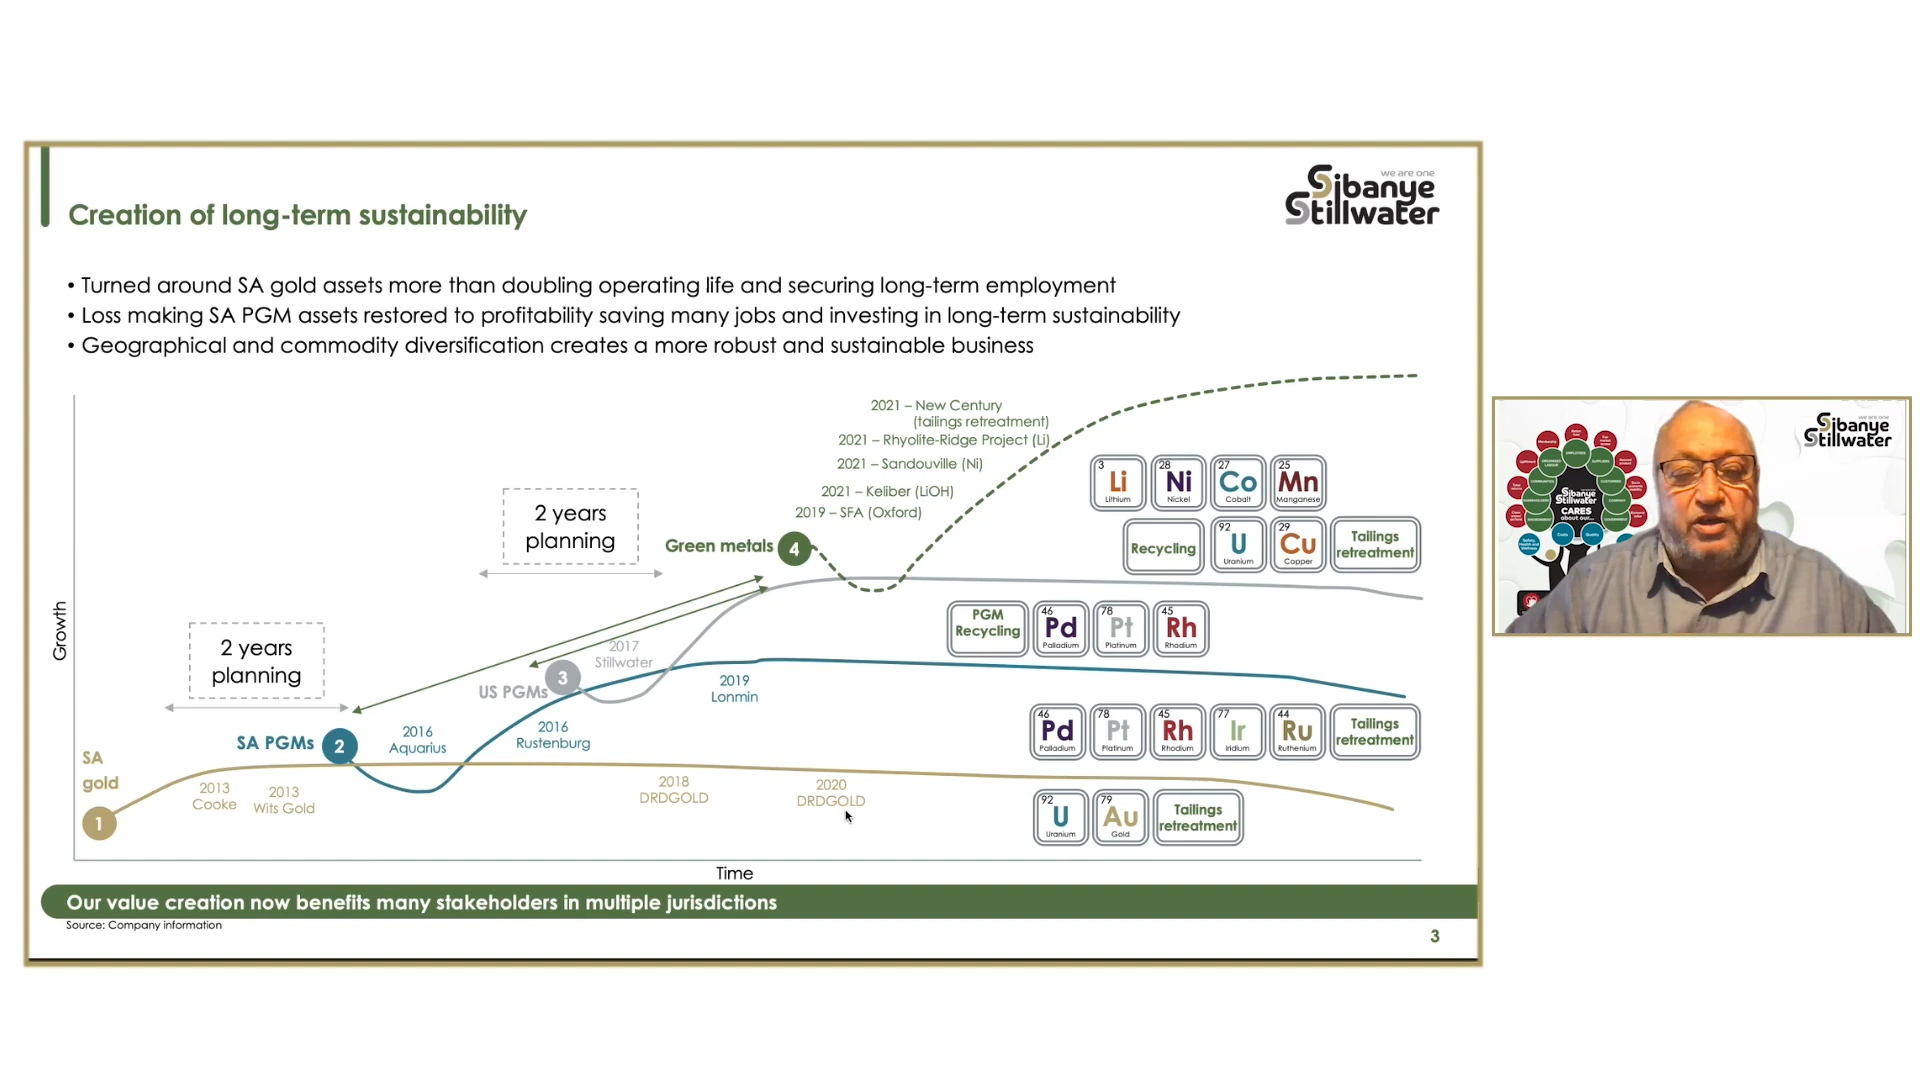 Creation of long-term sustainability
we are one
Sibanye
Stillwater
• Turned around SA gold assets more than doubling operating life and securing long-term employment
• Loss making SA PGM assets restored to profitability saving many jobs and investing in long-term sustainability
• Geographical and commodity diversification creates a more robust and sustainable business
Growth
2021 – New Century
(tailings retreatment)
2021 – Rhyolite-Ridge Project (Li)
2021 – Sandouville (Ni)
2021 – Keliber (LiOH)
2019 – SFA (Oxford)
2 years
planning
Green metals 4
3 Li Lithium
28 Ni Nickel
27 Co Cobalt
25 Mn Manganese
Recycling
92 U Uranium
29 Cu Copper
Tailings
retreatment
2 years
planning
2017
Stillwater
US PGMs 3
PGM
Recycling
46 Pd Palladium
78 Pt Platinum
45 Rh Rhodium
2019
Lonmin
SA PGMs 2
2016
Aquarius
2016
Rustenburg
46 Pd Palladium
78 Pt Platinum
45 Rh Rhodium
77 Ir Iridium
44 Ru Ruthenium
Tailings
retreatment
SA
gold
1
2013
Cooke
2013
Wits Gold
2018
DRDGOLD
2020
DRDGOLD
92 U Uranium
79 Au Gold
Tailings
retreatment
Time
Our value creation now benefits many stakeholders in multiple jurisdictions
Source: Company information
3
we are one
Sibanye
Stillwater
Sibanye
Stillwater
CARES
about our...